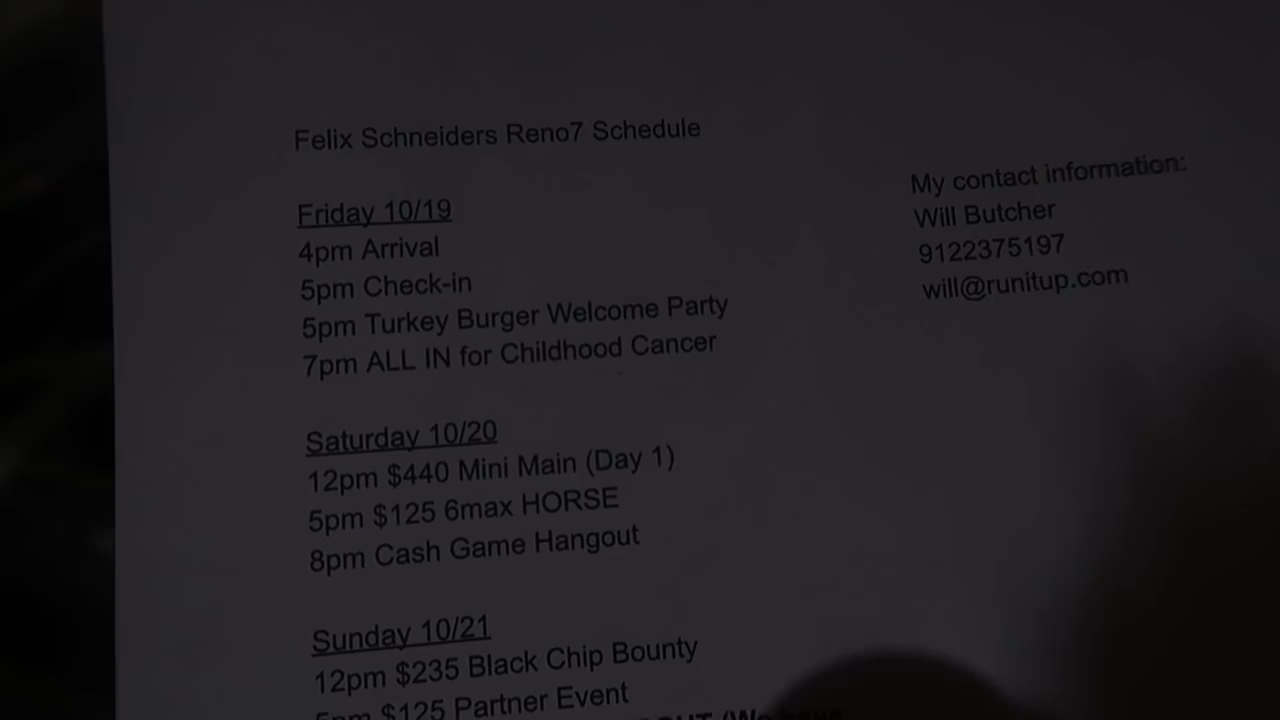 Felix Schneiders Reno7 Schedule
My contact information:
Will Butcher
9122375197
will@runitup.com
Friday 10/19
4pm Arrival
5pm Check-in
5pm Turkey Burger Welcome Party
7pm ALL IN for Childhood Cancer
Saturday 10/20
12pm $440 Mini Main (Day 1)
5pm $125 6max HORSE
8pm Cash Game Hangout
Sunday 10/21
12pm $235 Black Chip Bounty
5pm $125 Partner Event
(We have